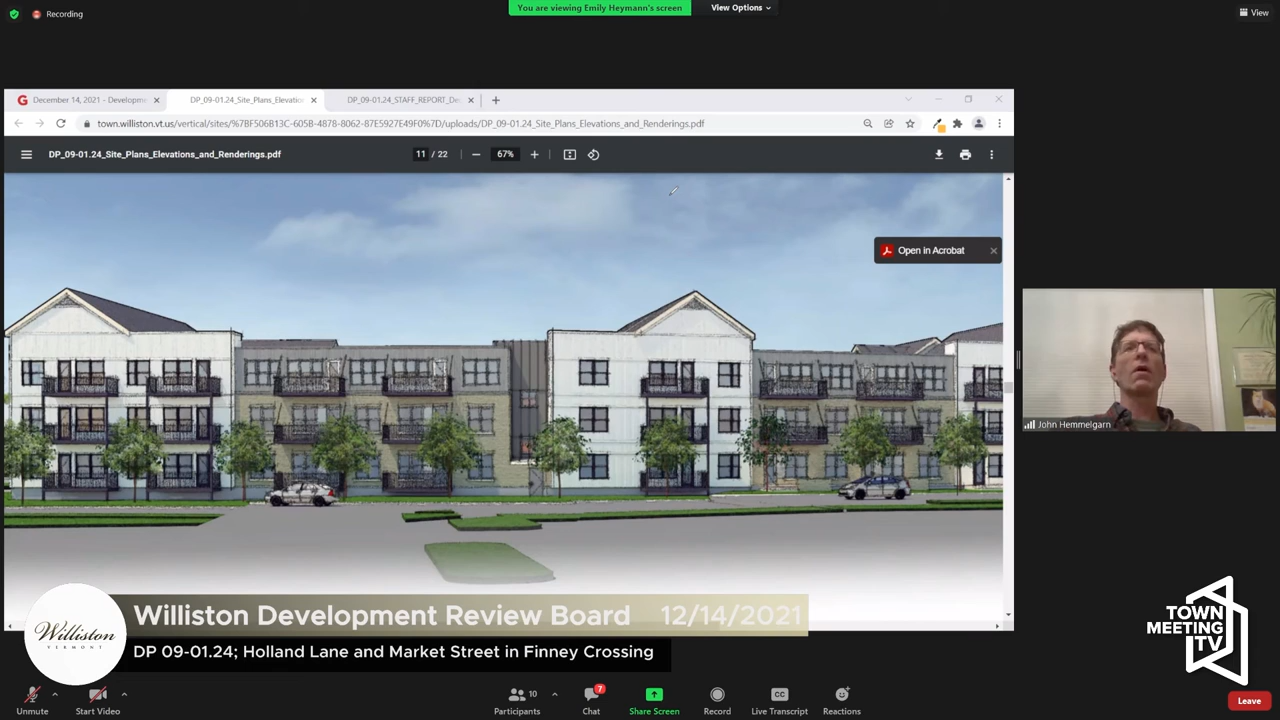 Recording
You are viewing Emily Heymann's screen
View Options
View
December 14, 2021 - Developme
DP_09-01.24_Site_Plans_Elevation
DP_09-01.24_STAFF_REPORT_De
town.williston.vt.us/vertical/sites/%7BF506B13C-605B-4878-8062-87E5927E49F0%7D/uploads/DP_09-01.24_Site_Plans_Elevations_and_Renderings.pdf
DP_09-01.24_Site_Plans_Elevations_and_Renderings.pdf
11 / 22
67%
Open in Acrobat
John Hemmelgarn
Williston
VERMONT
Williston Development Review Board 12/14/2021
DP 09-01.24; Holland Lane and Market Street in Finney Crossing
TOWN
MEETING
TV
Unmute
Start Video
Participants
10
Chat
7
Share Screen
Record
CC
Live Transcript
Reactions
Leave